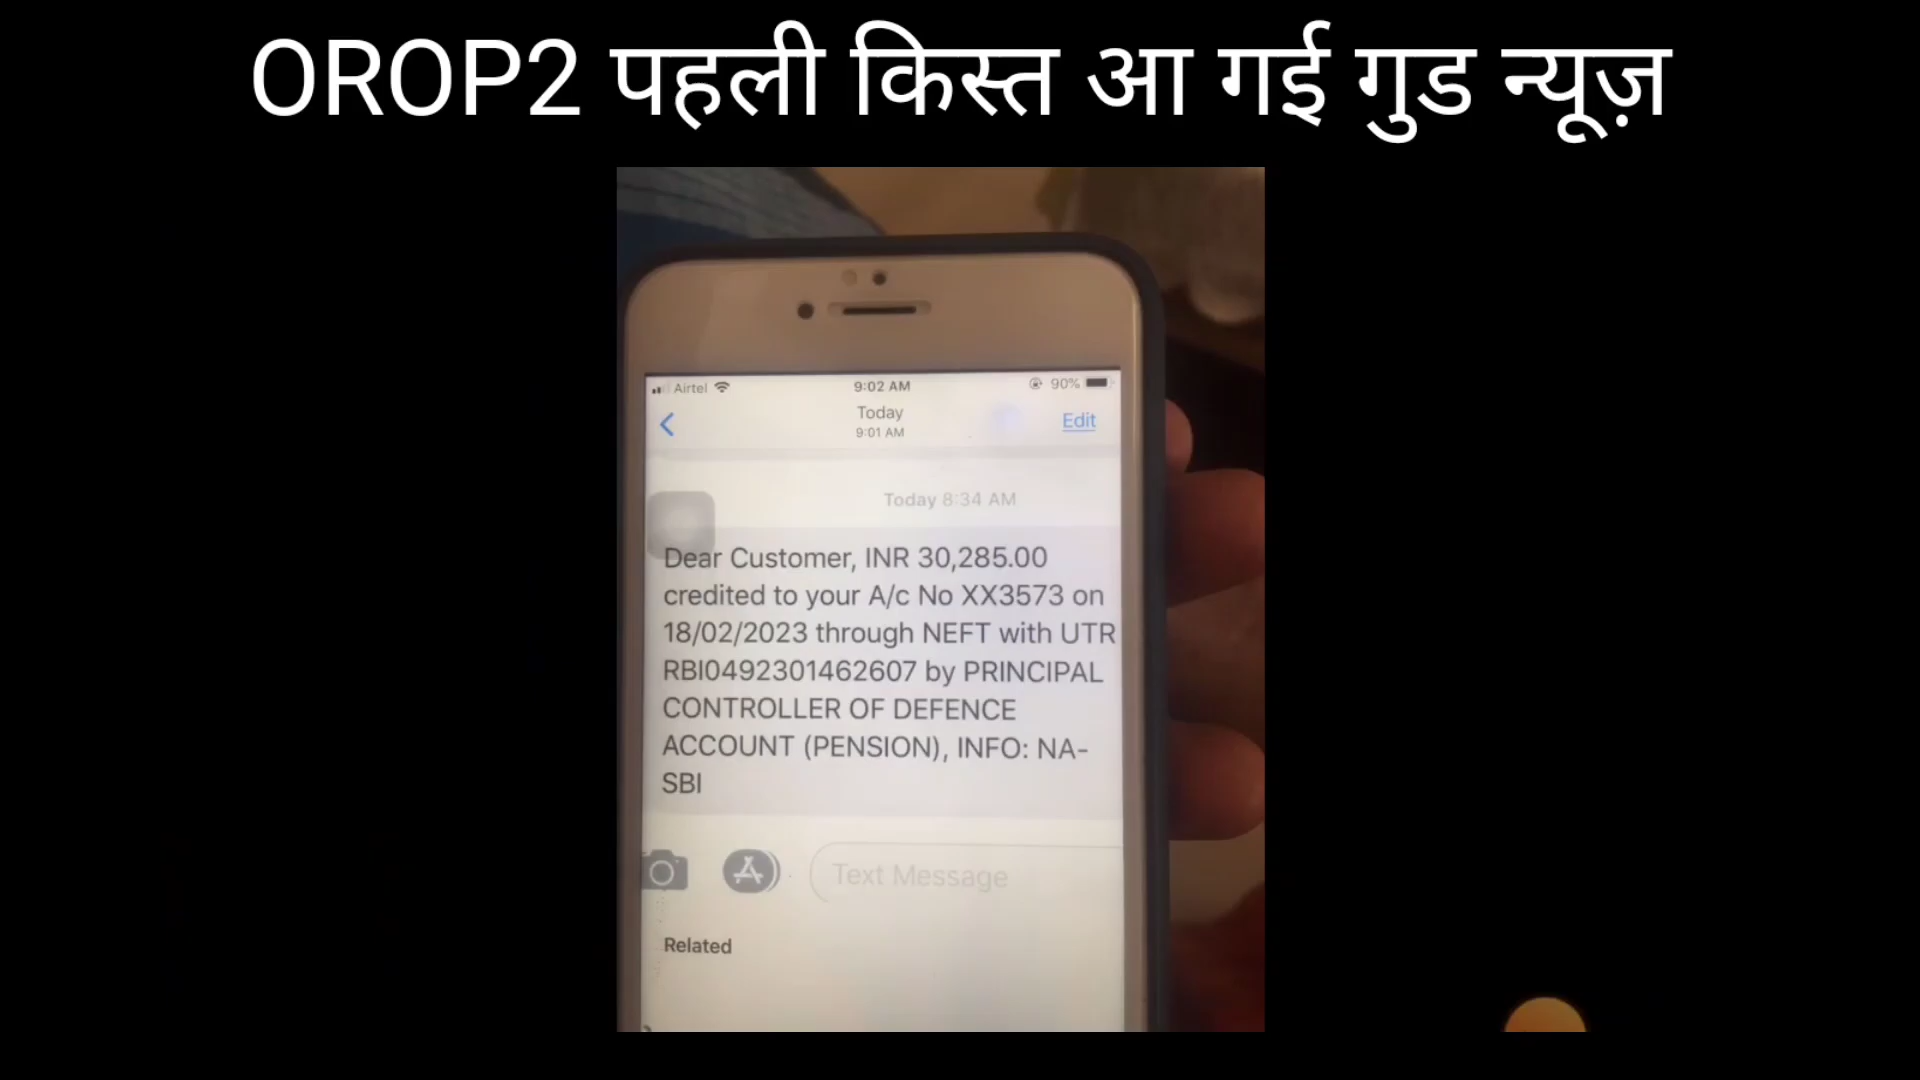 OROP2 पहली किस्त आ गई गुड न्यूज़
Airtel 9:02 AM 90%
Today
9:01 AM
Edit
Today 8:34 AM
Dear Customer, INR 30,285.00
credited to your A/c No XX3573 on
18/02/2023 through NEFT with UTR
RBI0492301462607 by PRINCIPAL
CONTROLLER OF DEFENCE
ACCOUNT (PENSION), INFO: NA-
SBI
Text Message
Related